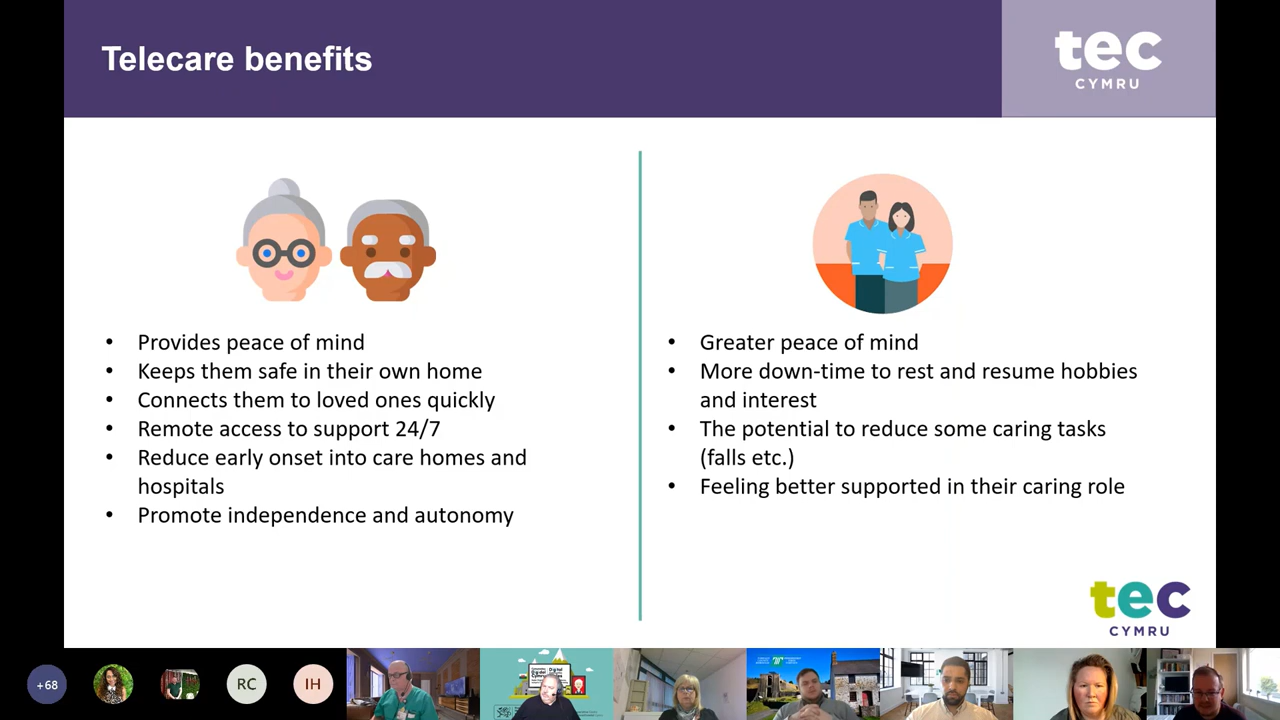 Telecare benefits
tec
CYMRU
Provides peace of mind
Keeps them safe in their own home
Connects them to loved ones quickly
Remote access to support 24/7
Reduce early onset into care homes and
hospitals
Promote independence and autonomy
Greater peace of mind
More down-time to rest and resume hobbies
and interest
The potential to reduce some caring tasks
(falls etc.)
Feeling better supported in their caring role
tec
CYMRU
+68
RC
IH